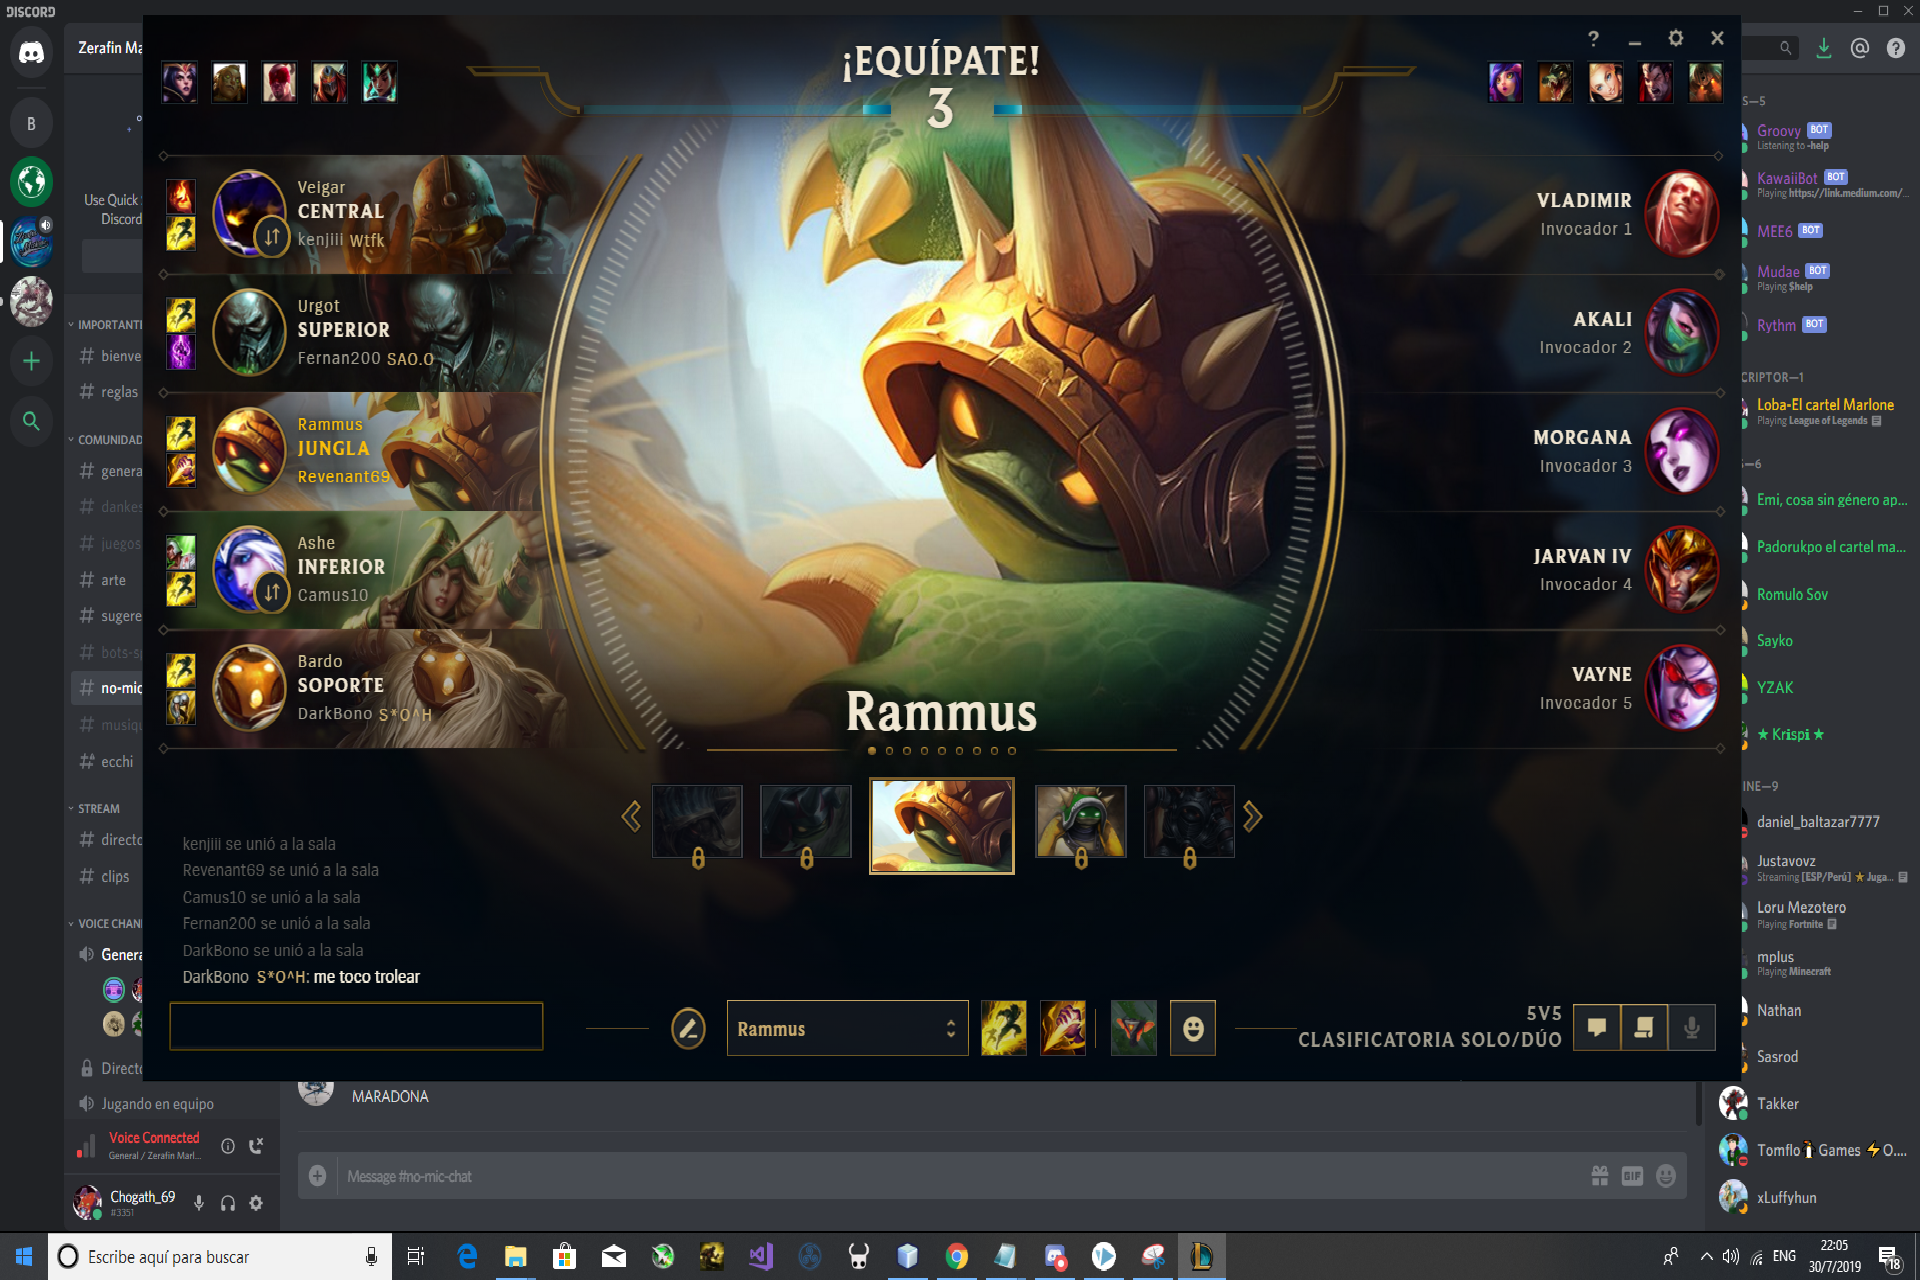 DISCORD
Zerafin Ma
B
Use Quick
Discord
IMPORTANT
bienve
reglas
COMUNIDAD
genera
dankes
juegos
arte
sugere
bots-s
no-mic
musiqu
ecchi
STREAM
directo
clips
VOICE CHAN
Genera
Directo
Jugando en equipo
Voice Connected
General / Zerafin Marl...
Chogath_69
#3351
¡EQUÍPATE!
3
Veigar
CENTRAL
kenjiii Wtfk
Urgot
SUPERIOR
Fernan200 SAO.O
Rammus
JUNGLA
Revenant69
Ashe
INFERIOR
Camus10
Bardo
SOPORTE
DarkBono S*O^H
VLADIMIR
Invocador 1
AKALI
Invocador 2
MORGANA
Invocador 3
JARVAN IV
Invocador 4
VAYNE
Invocador 5
Rammus
kenjiii se unió a la sala
Revenant69 se unió a la sala
Camus10 se unió a la sala
Fernan200 se unió a la sala
DarkBono se unió a la sala
DarkBono S*O^H: me toco trolear
Rammus
5V5
CLASIFICATORIA SOLO/DÚO
MARADONA
Message #no-mic-chat
GIF
S—5
Groovy BOT
Listening to -help
KawaiiBot BOT
Playing https://link.medium.com/...
MEE6 BOT
Mudae BOT
Playing $help
Rythm BOT
CRIPTOR—1
Loba-El cartel Marlone
Playing League of Legends
—6
Emi, cosa sin género ap...
Padorukpo el cartel ma...
Romulo Sov
Sayko
YZAK
★ Krispi ★
INE—9
daniel_baltazar7777
Justavovz
Streaming [ESP/Perú] ★ Juga...
Loru Mezotero
Playing Fortnite
mplus
Playing Minecraft
Nathan
Sasrod
Takker
Tomflo Games ⚡O....
xLuffyhun
Escribe aquí para buscar
ENG
22:05
30/7/2019
18